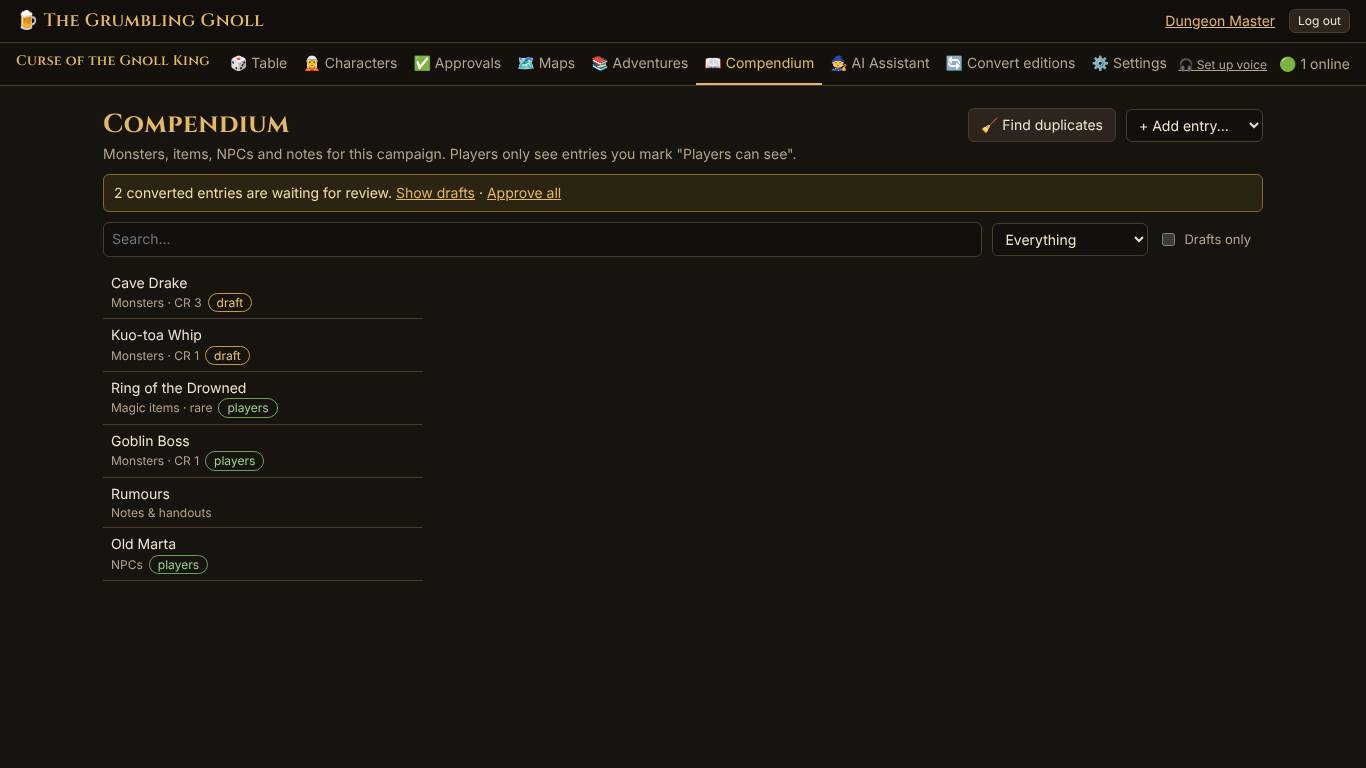 🍺 The Grumbling Gnoll
Dungeon Master
Log out
Curse of the Gnoll King
🎲 Table
🧝 Characters
✅ Approvals
🗺️ Maps
📚 Adventures
📖 Compendium
🧙 AI Assistant
🔄 Convert editions
⚙️ Settings
🎧 Set up voice
🟢 1 online
Compendium
🧹 Find duplicates
+ Add entry...
Monsters, items, NPCs and notes for this campaign. Players only see entries you mark "Players can see".
2 converted entries are waiting for review. Show drafts · Approve all
Search...
Everything
Drafts only
Cave Drake
Monsters · CR 3 draft
Kuo-toa Whip
Monsters · CR 1 draft
Ring of the Drowned
Magic items · rare players
Goblin Boss
Monsters · CR 1 players
Rumours
Notes & handouts
Old Marta
NPCs players